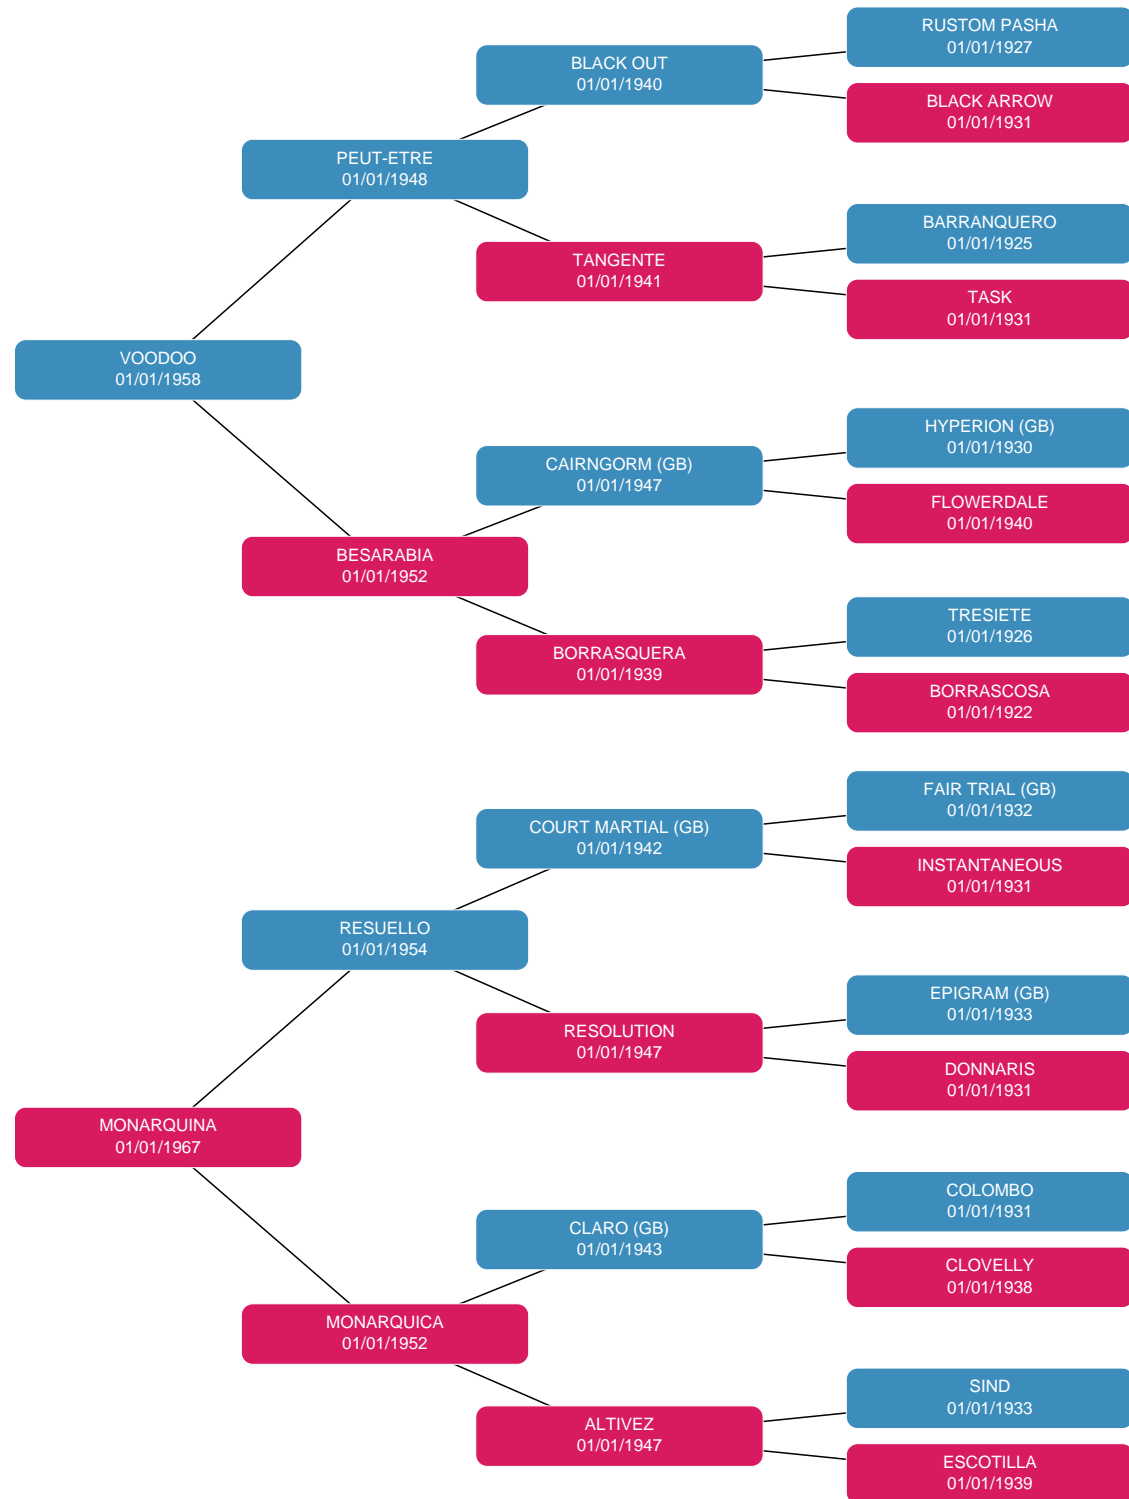 RUSTOM PASHA
01/01/1927
BLACK OUT
01/01/1940
BLACK ARROW
01/01/1931
PEUT-ETRE
01/01/1948
BARRANQUERO
01/01/1925
TANGENTE
01/01/1941
TASK
01/01/1931
VOODOO
01/01/1958
HYPERION (GB)
01/01/1930
CAIRNGORM (GB)
01/01/1947
FLOWERDALE
01/01/1940
BESARABIA
01/01/1952
TRESIETE
01/01/1926
BORRASQUERA
01/01/1939
BORRASCOSA
01/01/1922
FAIR TRIAL (GB)
01/01/1932
COURT MARTIAL (GB)
01/01/1942
INSTANTANEOUS
01/01/1931
RESUELLO
01/01/1954
EPIGRAM (GB)
01/01/1933
RESOLUTION
01/01/1947
DONNARIS
01/01/1931
MONARQUINA
01/01/1967
COLOMBO
01/01/1931
CLARO (GB)
01/01/1943
CLOVELLY
01/01/1938
MONARQUICA
01/01/1952
SIND
01/01/1933
ALTIVEZ
01/01/1947
ESCOTILLA
01/01/1939